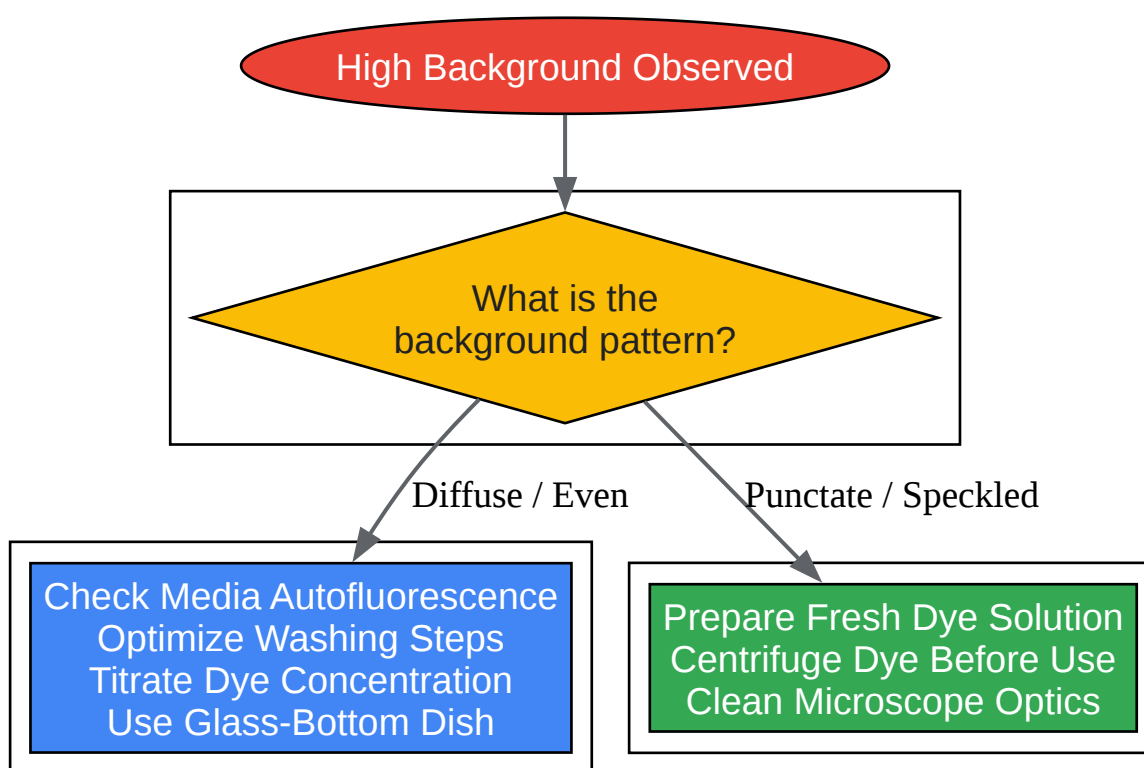 High Background Observed
What is the
background pattern?
Diffuse / Even
Punctate / Speckled
Check Media Autofluorescence
Optimize Washing Steps
Titrate Dye Concentration
Use Glass-Bottom Dish
Prepare Fresh Dye Solution
Centrifuge Dye Before Use
Clean Microscope Optics